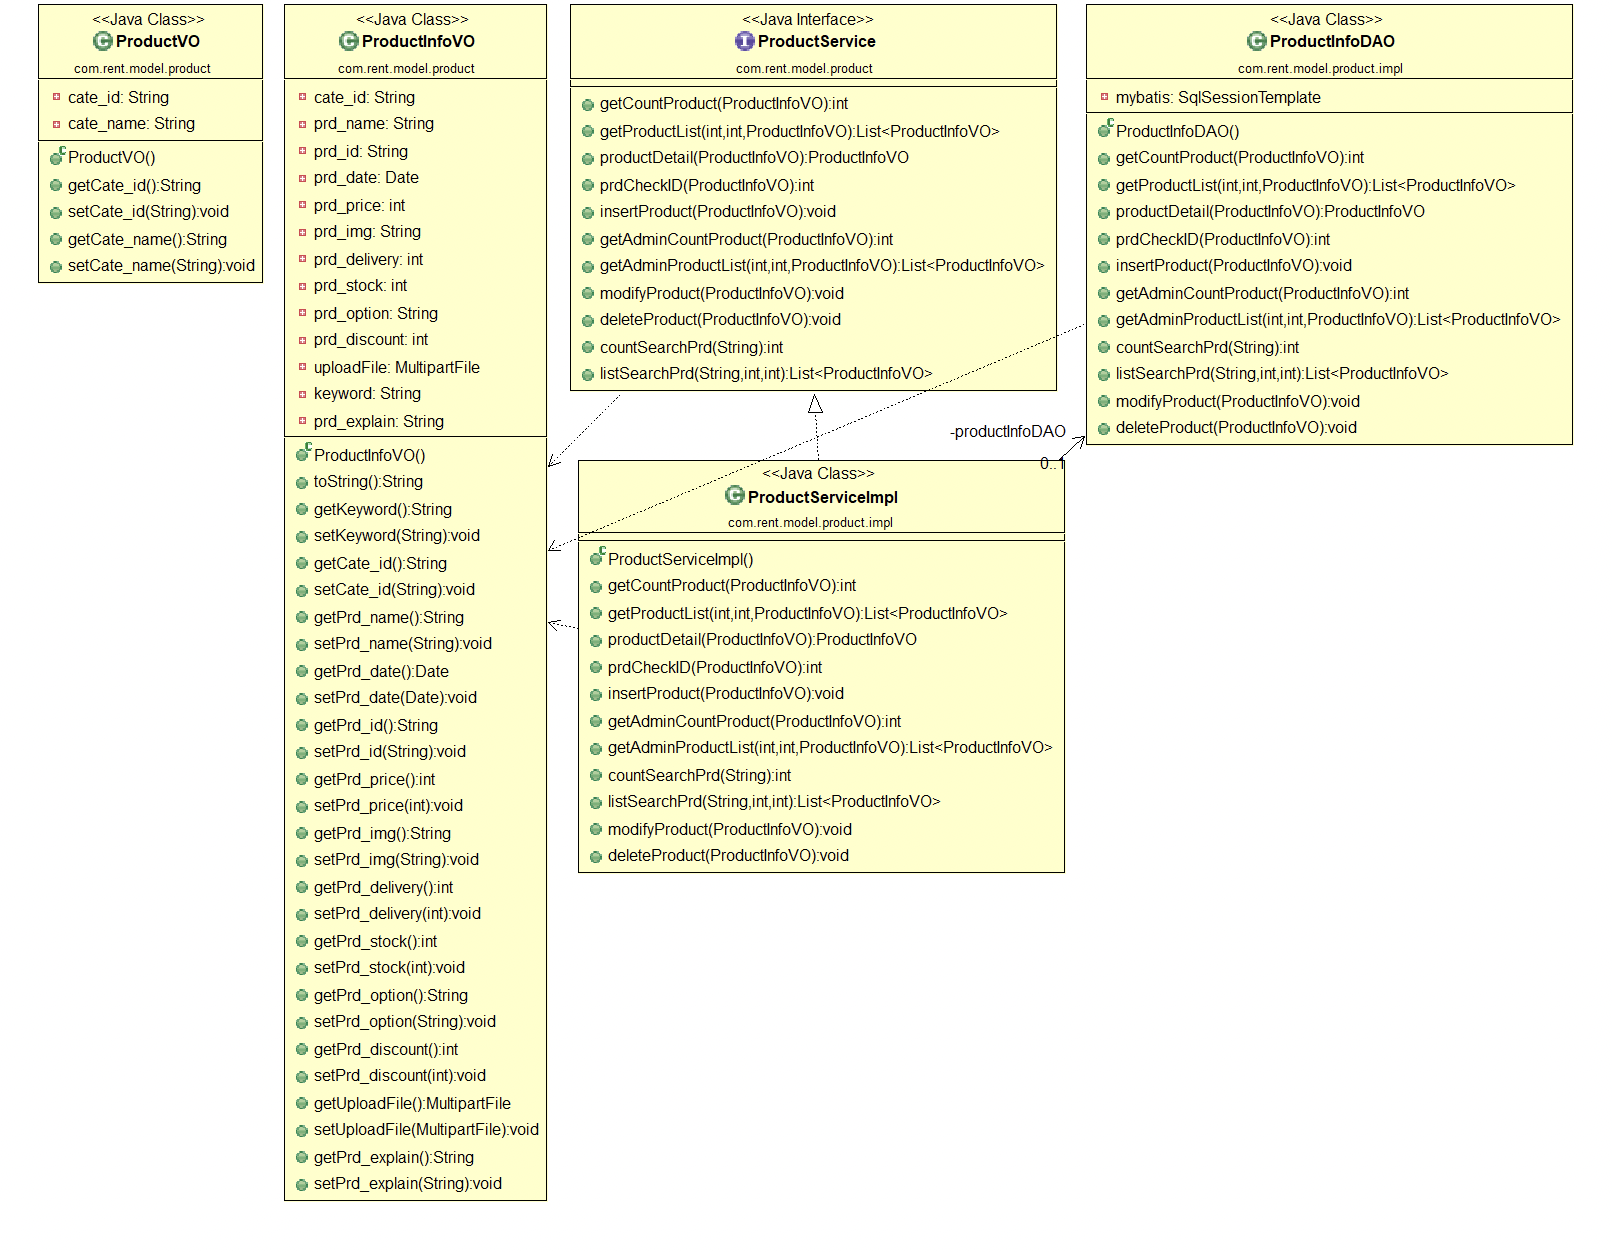 <<Java Class>>
ProductVO
com.rent.model.product
cate_id: String
cate_name: String
ProductVO()
getCate_id():String
setCate_id(String):void
getCate_name():String
setCate_name(String):void
<<Java Class>>
ProductInfoVO
com.rent.model.product
cate_id: String
prd_name: String
prd_id: String
prd_date: Date
prd_price: int
prd_img: String
prd_delivery: int
prd_stock: int
prd_option: String
prd_discount: int
uploadFile: MultipartFile
keyword: String
prd_explain: String
ProductInfoVO()
toString():String
getKeyword():String
setKeyword(String):void
getCate_id():String
setCate_id(String):void
getPrd_name():String
setPrd_name(String):void
getPrd_date():Date
setPrd_date(Date):void
getPrd_id():String
setPrd_id(String):void
getPrd_price():int
setPrd_price(int):void
getPrd_img():String
setPrd_img(String):void
getPrd_delivery():int
setPrd_delivery(int):void
getPrd_stock():int
setPrd_stock(int):void
getPrd_option():String
setPrd_option(String):void
getPrd_discount():int
setPrd_discount(int):void
getUploadFile():MultipartFile
setUploadFile(MultipartFile):void
getPrd_explain():String
setPrd_explain(String):void
<<Java Interface>>
ProductService
com.rent.model.product
getCountProduct(ProductInfoVO):int
getProductList(int,int,ProductInfoVO):List<ProductInfoVO>
productDetail(ProductInfoVO):ProductInfoVO
prdCheckID(ProductInfoVO):int
insertProduct(ProductInfoVO):void
getAdminCountProduct(ProductInfoVO):int
getAdminProductList(int,int,ProductInfoVO):List<ProductInfoVO>
modifyProduct(ProductInfoVO):void
deleteProduct(ProductInfoVO):void
countSearchPrd(String):int
listSearchPrd(String,int,int):List<ProductInfoVO>
<<Java Class>>
ProductInfoDAO
com.rent.model.product.impl
mybatis: SqlSessionTemplate
ProductInfoDAO()
getCountProduct(ProductInfoVO):int
getProductList(int,int,ProductInfoVO):List<ProductInfoVO>
productDetail(ProductInfoVO):ProductInfoVO
prdCheckID(ProductInfoVO):int
insertProduct(ProductInfoVO):void
getAdminCountProduct(ProductInfoVO):int
getAdminProductList(int,int,ProductInfoVO):List<ProductInfoVO>
countSearchPrd(String):int
listSearchPrd(String,int,int):List<ProductInfoVO>
modifyProduct(ProductInfoVO):void
deleteProduct(ProductInfoVO):void
-productInfoDAO
0..1
<<Java Class>>
ProductServiceImpl
com.rent.model.product.impl
ProductServiceImpl()
getCountProduct(ProductInfoVO):int
getProductList(int,int,ProductInfoVO):List<ProductInfoVO>
productDetail(ProductInfoVO):ProductInfoVO
prdCheckID(ProductInfoVO):int
insertProduct(ProductInfoVO):void
getAdminCountProduct(ProductInfoVO):int
getAdminProductList(int,int,ProductInfoVO):List<ProductInfoVO>
countSearchPrd(String):int
listSearchPrd(String,int,int):List<ProductInfoVO>
modifyProduct(ProductInfoVO):void
deleteProduct(ProductInfoVO):void